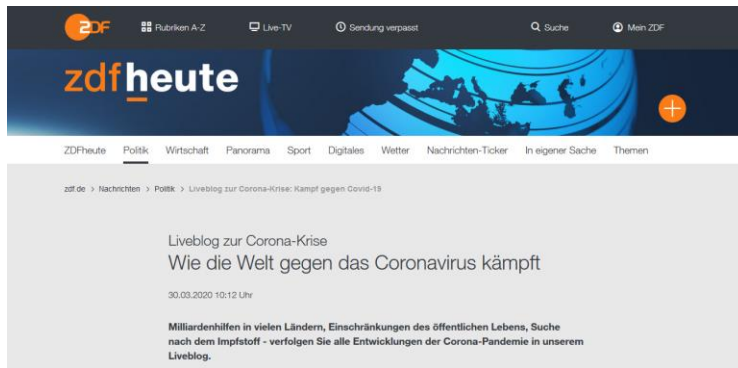 ZDF Rubriken A-Z Live-TV Sendung verpasst Suche Mein ZDF
zdfheute
ZDFheute Politik Wirtschaft Panorama Sport Digitales Wetter Nachrichten-Ticker In eigener Sache Themen
zdf.de > Nachrichten > Politik > Liveblog zur Corona-Krise: Kampf gegen Covid-19
Liveblog zur Corona-Krise
Wie die Welt gegen das Coronavirus kämpft
30.03.2020 10:12 Uhr
Milliardenhilfen in vielen Ländern, Einschränkungen des öffentlichen Lebens, Suche
nach dem Impfstoff - verfolgen Sie alle Entwicklungen der Corona-Pandemie in unserem
Liveblog.